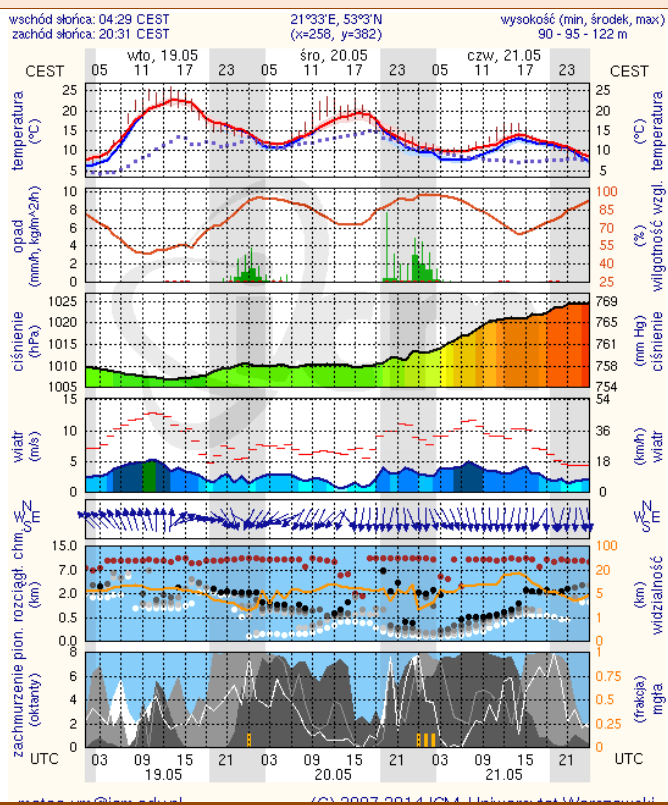 wschód słońca: 04:29 CEST 21°33'E, 53°3'N wysokość (min, środek, max)
zachód słońca: 20:31 CEST (x=258, y=382) 90 - 95 - 122 m
wto, 19.05 śro, 20.05 czw, 21.05
CEST 05 11 17 23 05 11 17 23 05 11 17 23 CEST
temperatura
(°C)
25
20
15
10
5
25
20
15
10
5
(°C)
temperatura
opad
(mm/h, kg/m^2/h)
10
8
6
4
2
0
100
85
70
55
40
25
(%)
wilgotność wzgl.
ciśnienie
(hPa)
1025
1020
1015
1010
1005
769
765
761
758
754
(mm Hg)
ciśnienie
wiatr
(m/s)
15
10
5
0
54
36
18
0
(km/h)
wiatr
N
W E
S
N
W E
S
pion. rozciągł. chm.
(km)
15.0
7.0
2.0
0.5
0.0
100
20
5
1
0
(km)
widzialność
zachmurzenie
(oktanty)
8
6
4
2
0
1
0.75
0.5
0.25
0
(frakcja)
mgła
UTC 03 09 15 21 03 09 15 21 03 09 15 21 UTC
19.05 20.05 21.05